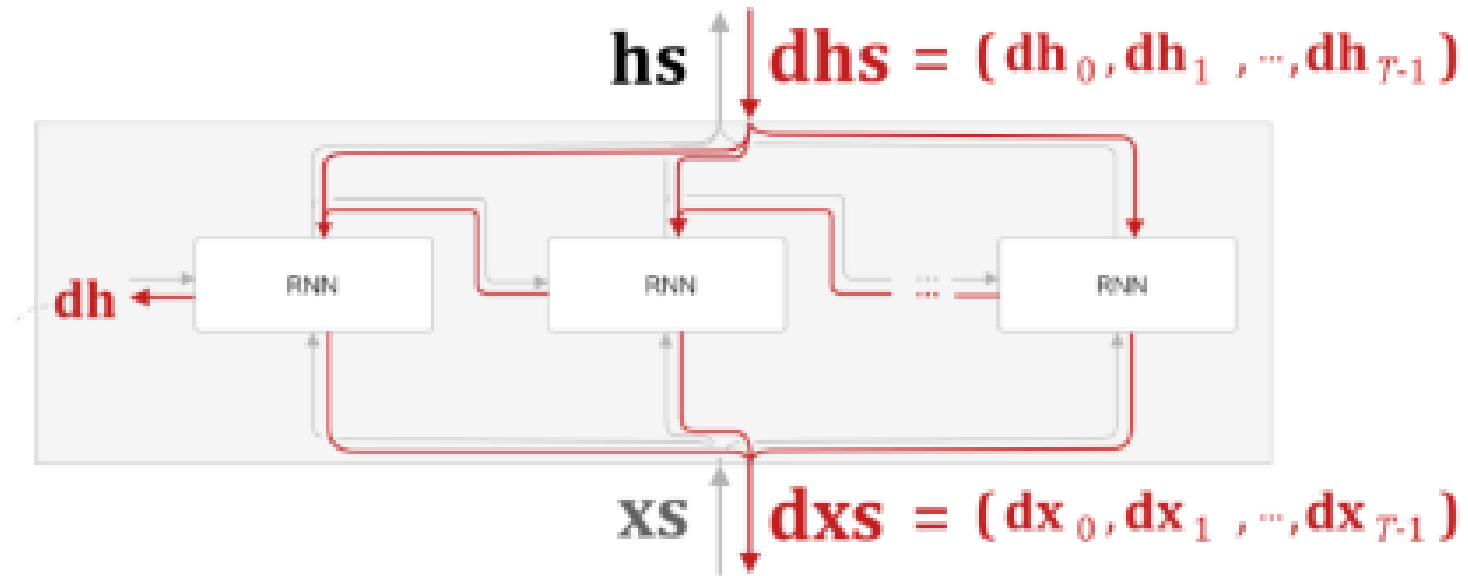 hs dhs = ( dh 0 , dh 1 , ..., dh T-1 )
RNN RNN ... RNN
dh ...
xs dxs = ( dx 0 , dx 1 , ..., dx T-1 )